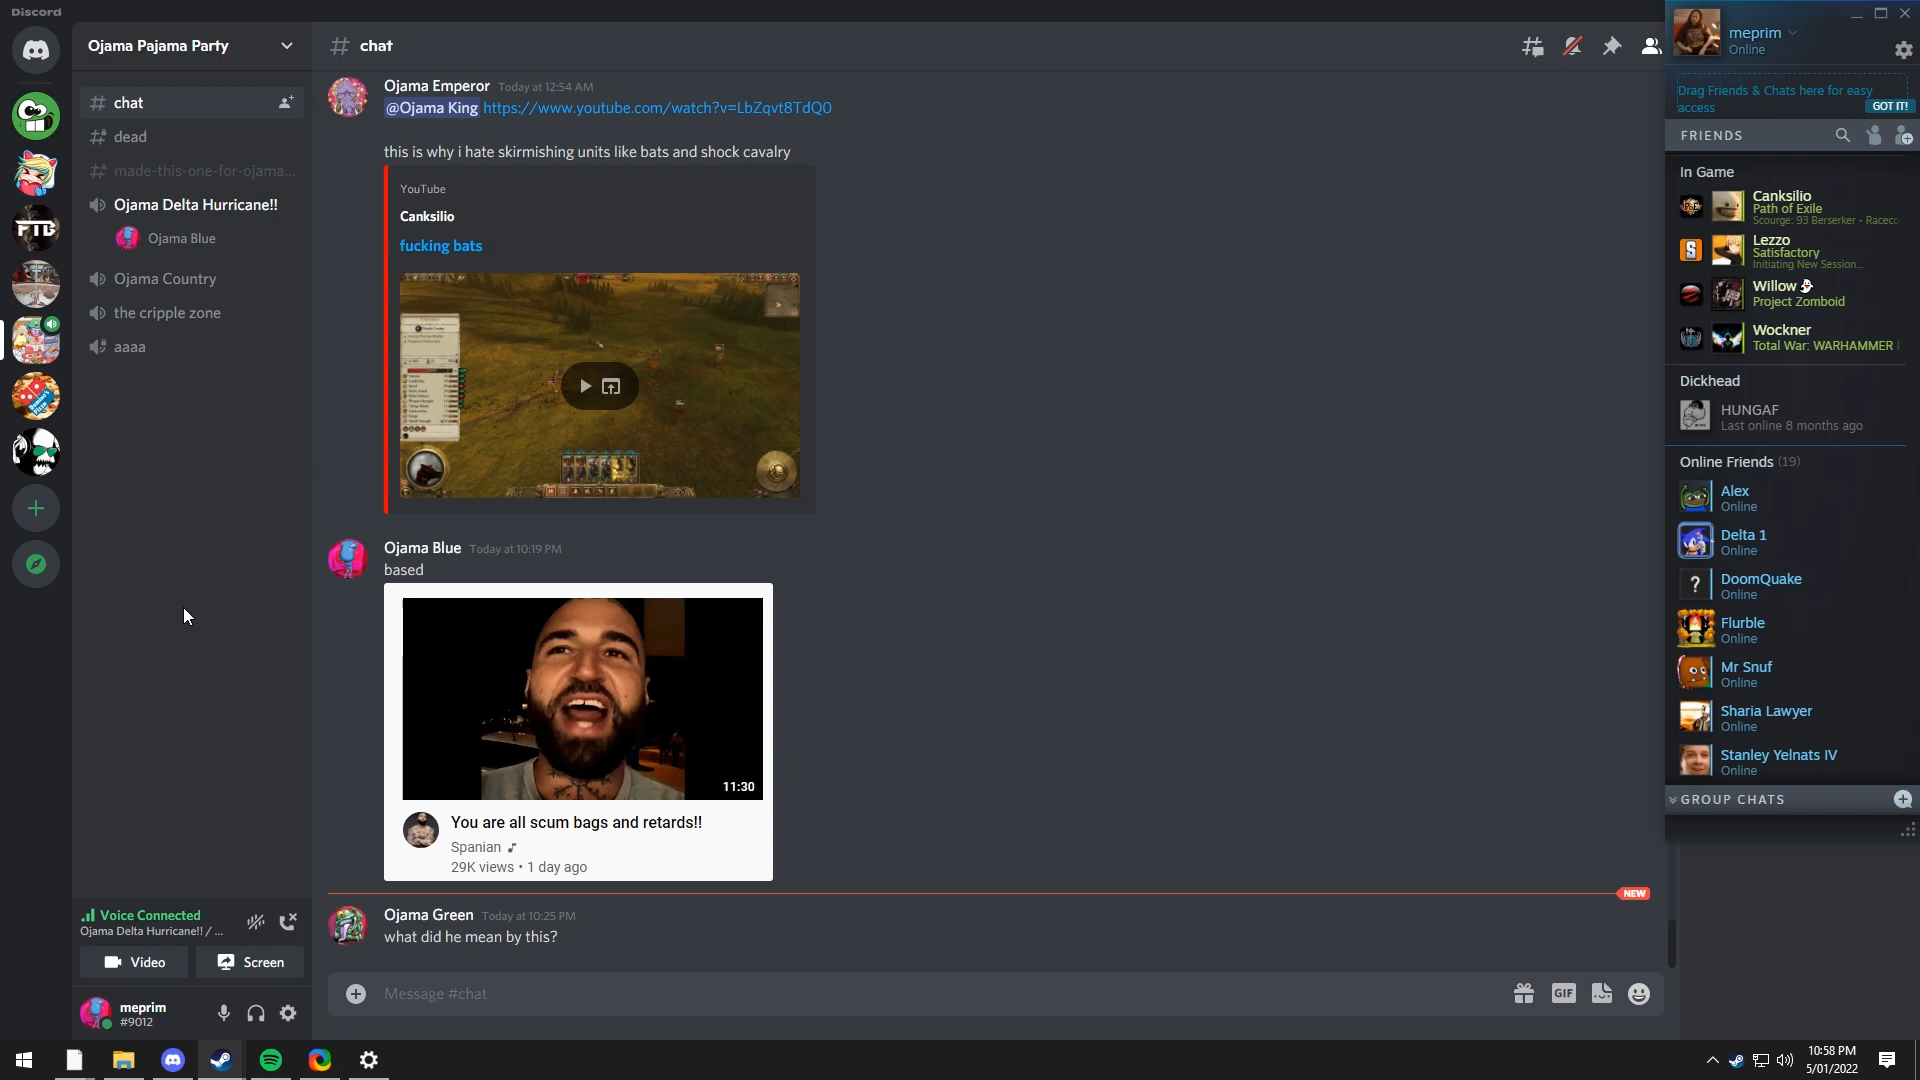 Discord
Ojama Pajama Party
chat
dead
made-this-one-for-ojama...
Ojama Delta Hurricane!!
Ojama Blue
Ojama Country
the cripple zone
aaaa
FTB
Domino's Pizza
Voice Connected
Ojama Delta Hurricane!! / ...
Video
Screen
meprim
#9012
# chat
Ojama Emperor Today at 12:54 AM
@Ojama King https://www.youtube.com/watch?v=LbZqvt8TdQ0
this is why i hate skirmishing units like bats and shock cavalry
YouTube
Canksilio
fucking bats
Ojama Blue Today at 10:19 PM
based
11:30
You are all scum bags and retards!!
Spanian
29K views • 1 day ago
NEW
Ojama Green Today at 10:25 PM
what did he mean by this?
Message #chat
GIF
meprim
Online
Drag Friends & Chats here for easy
access
GOT IT!
FRIENDS
In Game
Canksilio
Path of Exile
Scourge: 93 Berserker - Raceco
Lezzo
Satisfactory
Initiating New Session...
Willow
Project Zomboid
Wockner
Total War: WARHAMMER
Dickhead
HUNGAF
Last online 8 months ago
Online Friends (19)
Alex
Online
Delta 1
Online
DoomQuake
Online
Flurble
Online
Mr Snuf
Online
Sharia Lawyer
Online
Stanley Yelnats IV
Online
GROUP CHATS
10:58 PM
5/01/2022